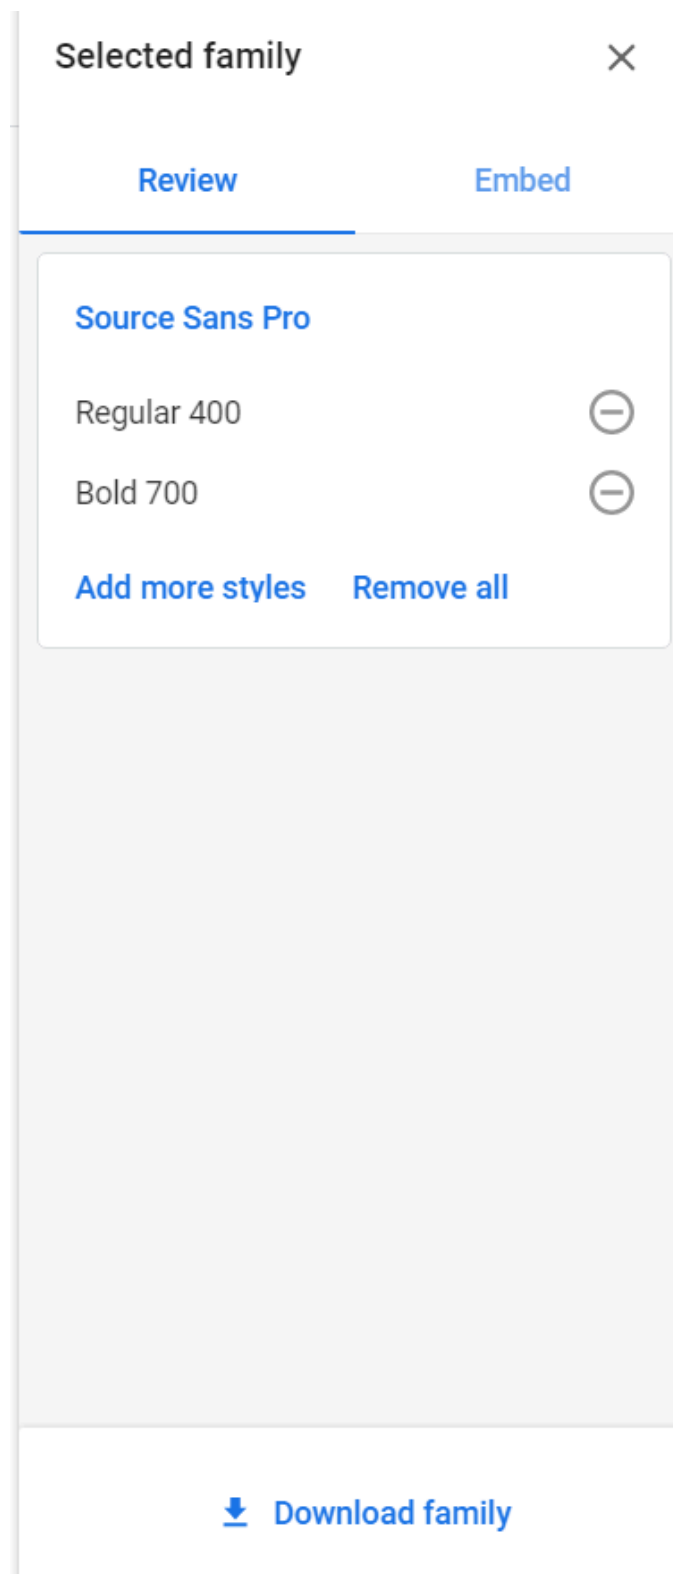 Selected family
Review Embed
Source Sans Pro
Regular 400
Bold 700
Add more styles Remove all
Download family